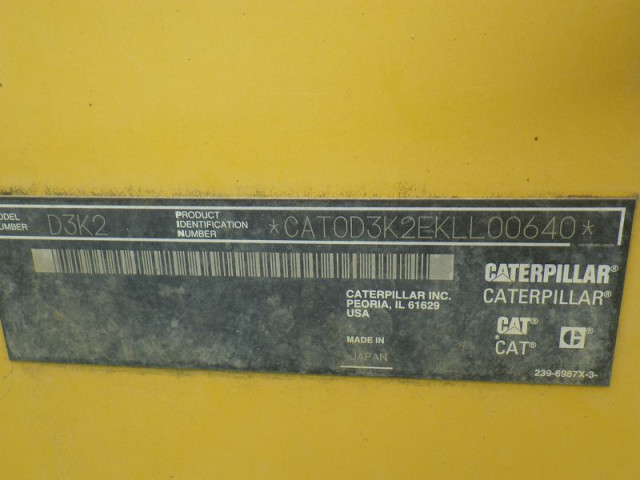 MODEL NUMBER D3K2 PRODUCT IDENTIFICATION NUMBER *CAT0D3K2EKLL00640*
CATERPILLAR INC.
PEORIA, IL 61629
USA
MADE IN
JAPAN
CATERPILLAR®
CATERPILLAR®
CAT®
CAT®
C®
239-6987X-3-